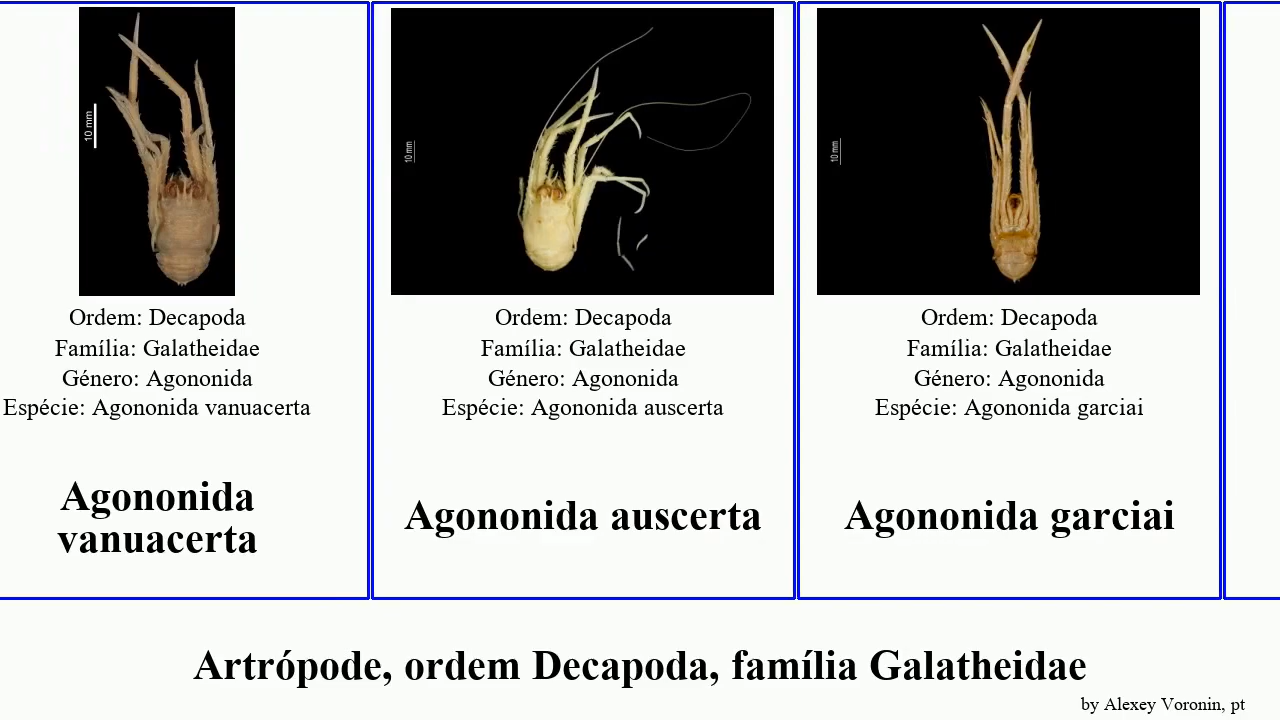 10 mm
Ordem: Decapoda
Família: Galatheidae
Género: Agononida
Espécie: Agononida vanuacerta
Agononida
vanuacerta
10 mm
Ordem: Decapoda
Família: Galatheidae
Género: Agononida
Espécie: Agononida auscerta
Agononida auscerta
10 mm
Ordem: Decapoda
Família: Galatheidae
Género: Agononida
Espécie: Agononida garciai
Agononida garciai
Artrópode, ordem Decapoda, família Galatheidae
by Alexey Voronin, pt